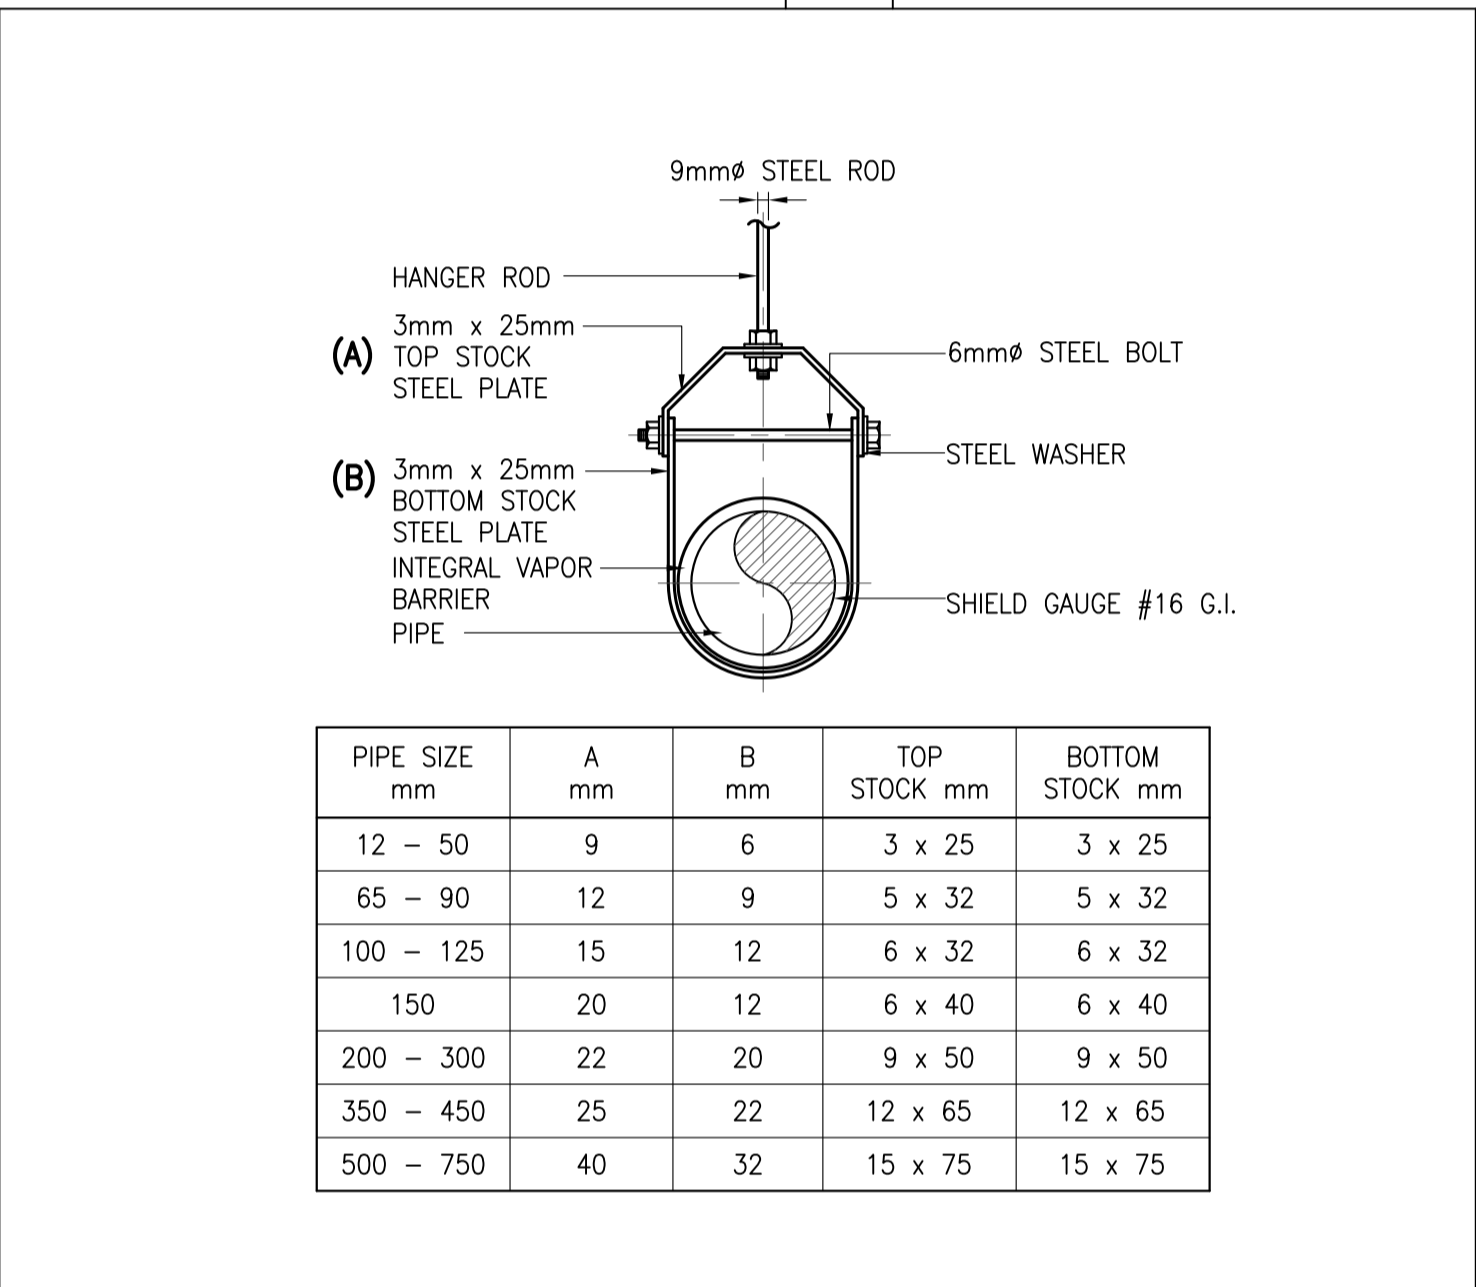 9mmø STEEL ROD
HANGER ROD
(A)
3mm x 25mm
TOP STOCK
STEEL PLATE
6mmø STEEL BOLT
STEEL WASHER
(B)
3mm x 25mm
BOTTOM STOCK
STEEL PLATE
INTEGRAL VAPOR
BARRIER
PIPE
SHIELD GAUGE #16 G.I.
PIPE SIZE mm A mm B mm TOP STOCK mm BOTTOM STOCK mm
12 – 50 9 6 3 x 25 3 x 25
65 – 90 12 9 5 x 32 5 x 32
100 – 125 15 12 6 x 32 6 x 32
150 20 12 6 x 40 6 x 40
200 – 300 22 20 9 x 50 9 x 50
350 – 450 25 22 12 x 65 12 x 65
500 – 750 40 32 15 x 75 15 x 75